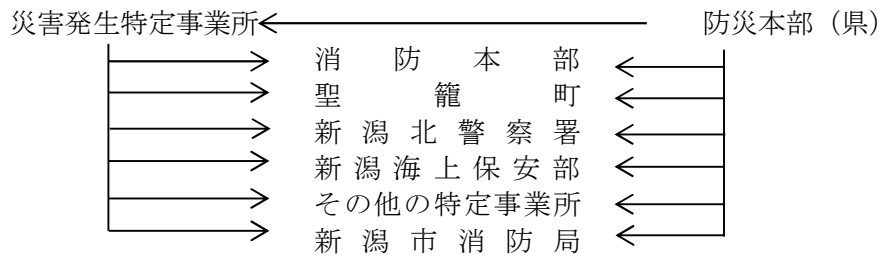 災害発生特定事業所 防災本部（県）
消防本部
聖籠町
新潟北警察署
新潟海上保安部
その他の特定事業所
新潟市消防局